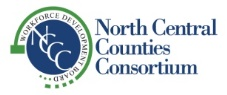 WORKFORCE DEVELOPMENT BOARD
NCCC
North Central
Counties
Consortium